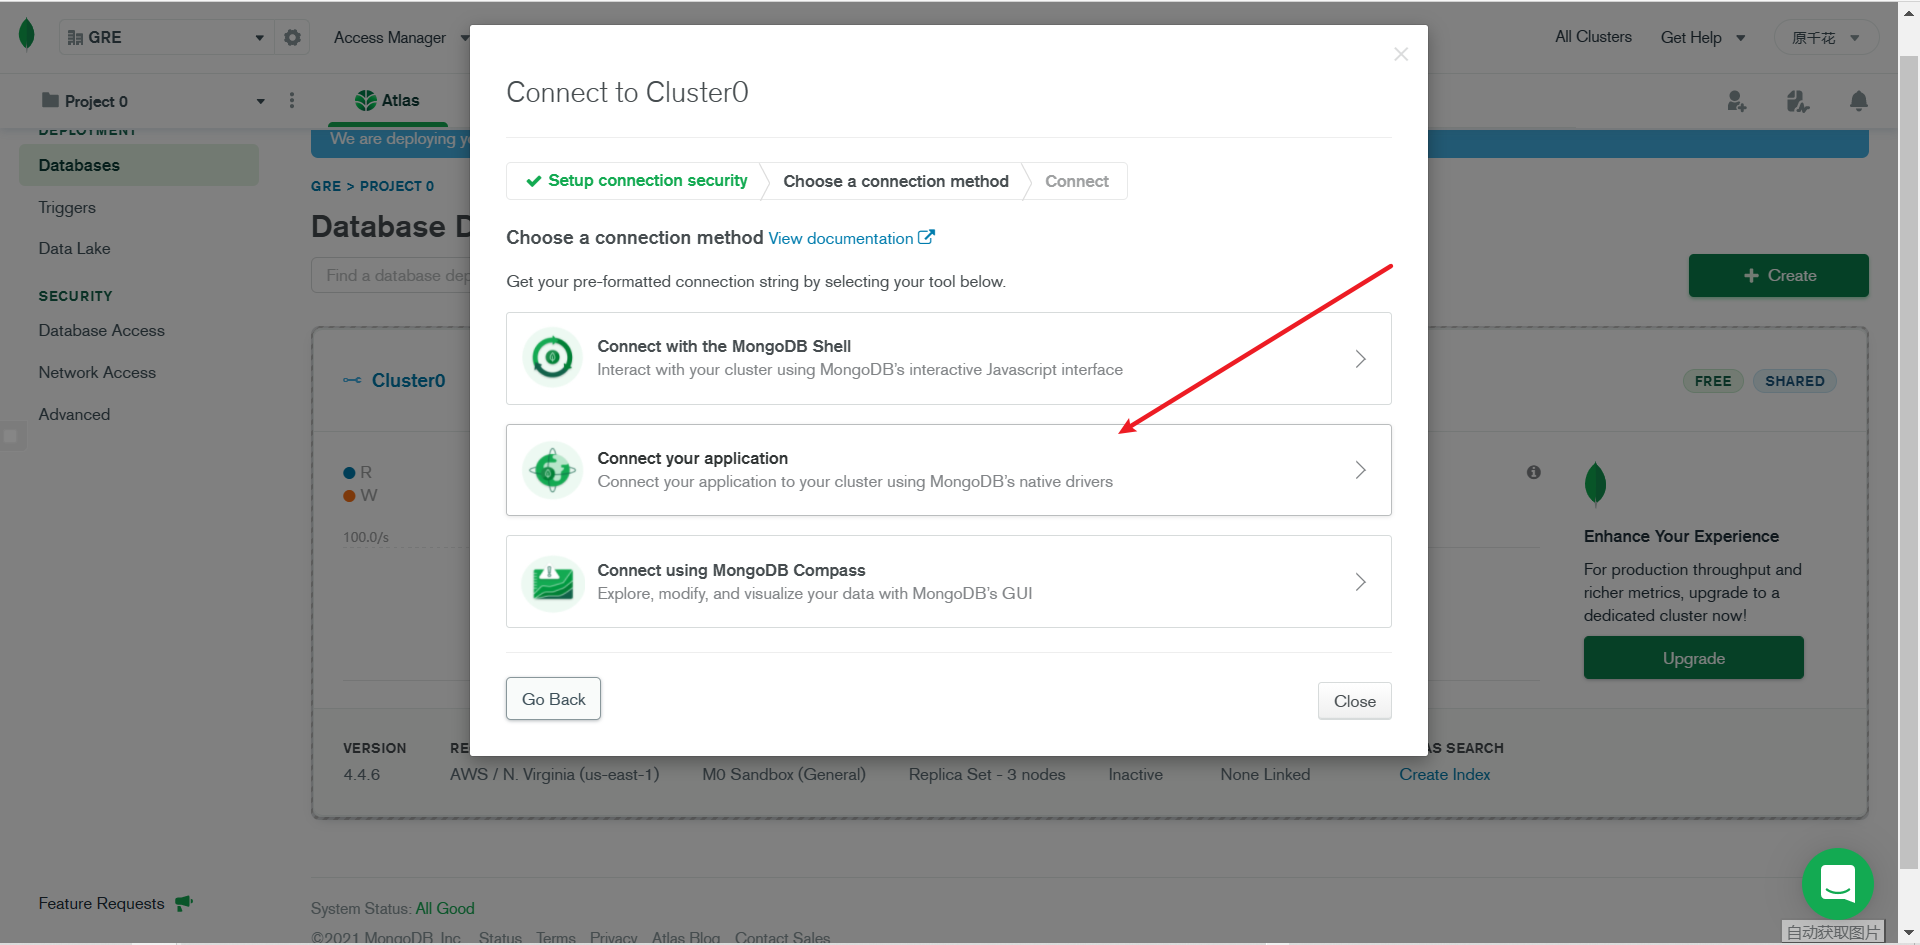 GRE
Access Manager
All Clusters
Get Help
原千花
Project 0
Atlas
DEPLOYMENT
Databases
Triggers
Data Lake
SECURITY
Database Access
Network Access
Advanced
Feature Requests
We are deploying yo
GRE > PROJECT 0
Database D
Find a database dep
Create
Cluster0
FREE
SHARED
R
W
100.0/s
Enhance Your Experience
For production throughput and
richer metrics, upgrade to a
dedicated cluster now!
Upgrade
Connect to Cluster0
Setup connection security
Choose a connection method
Connect
Choose a connection method View documentation
Get your pre-formatted connection string by selecting your tool below.
Connect with the MongoDB Shell
Interact with your cluster using MongoDB's interactive Javascript interface
Connect your application
Connect your application to your cluster using MongoDB's native drivers
Connect using MongoDB Compass
Explore, modify, and visualize your data with MongoDB's GUI
Go Back
Close
VERSION
RE
AS SEARCH
4.4.6
AWS / N. Virginia (us-east-1)
M0 Sandbox (General)
Replica Set - 3 nodes
Inactive
None Linked
Create Index
System Status: All Good
©2021 MongoDB, Inc.
Status
Terms
Privacy
Atlas Blog
Contact Sales
自动获取图片